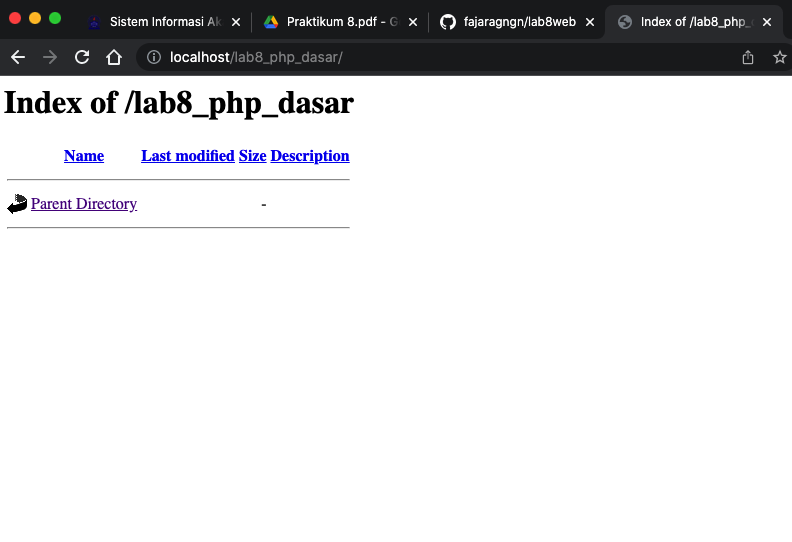 Sistem Informasi Ak
Praktikum 8.pdf - G
fajaragngn/lab8web
Index of /lab8_php_d
localhost/lab8_php_dasar/
Index of /lab8_php_dasar
Name Last modified Size Description
Parent Directory -